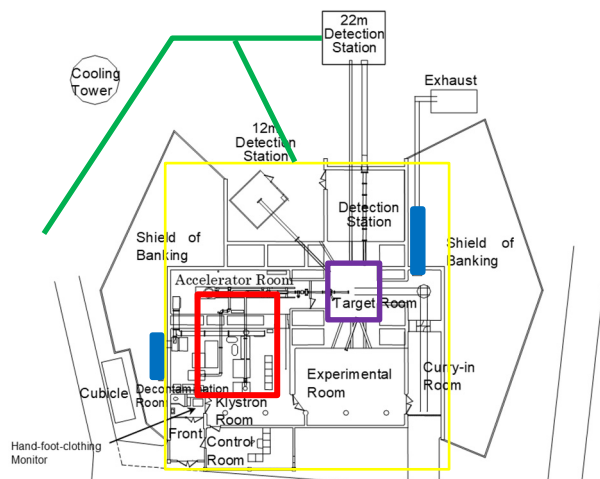 22m
Detection
Station
Cooling
Tower
Exhaust
12m
Detection
Station
Detection
Station
Shield of
Banking
Shield of
Banking
Accelerator Room
Target Room
Experimental
Room
Curry-in
Room
Cubicle
Decontamination
Room
Klystron
Room
Front
Control
Room
Hand-foot-clothing
Monitor